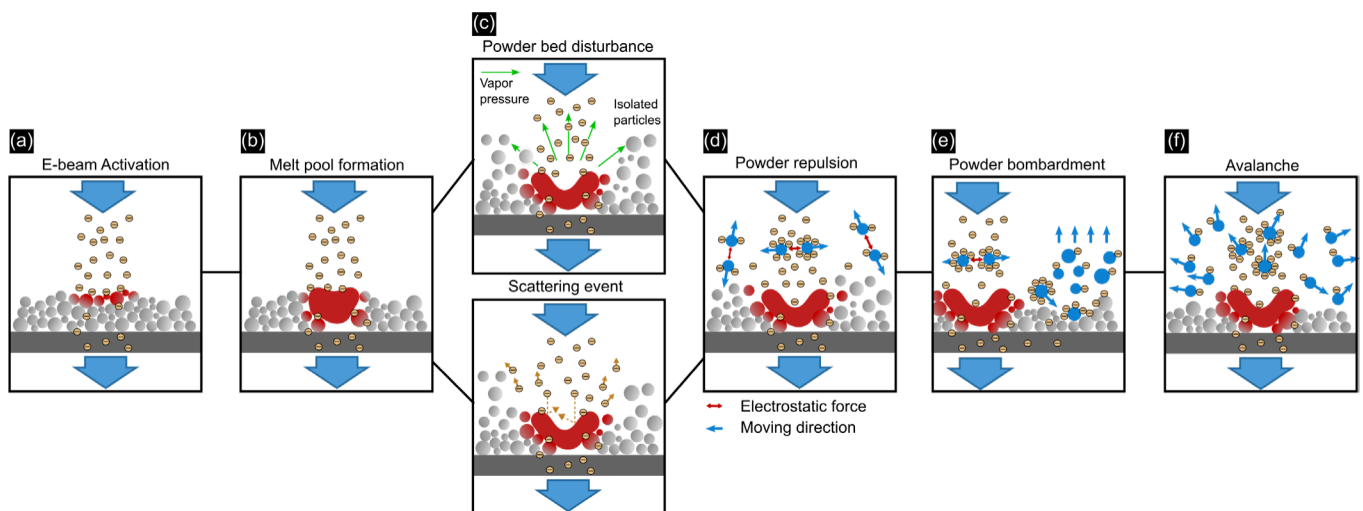 (a)
E-beam Activation
(b)
Melt pool formation
(c)
Powder bed disturbance
Vapor
pressure
Isolated
particles
Scattering event
(d)
Powder repulsion
Electrostatic force
Moving direction
(e)
Powder bombardment
(f)
Avalanche